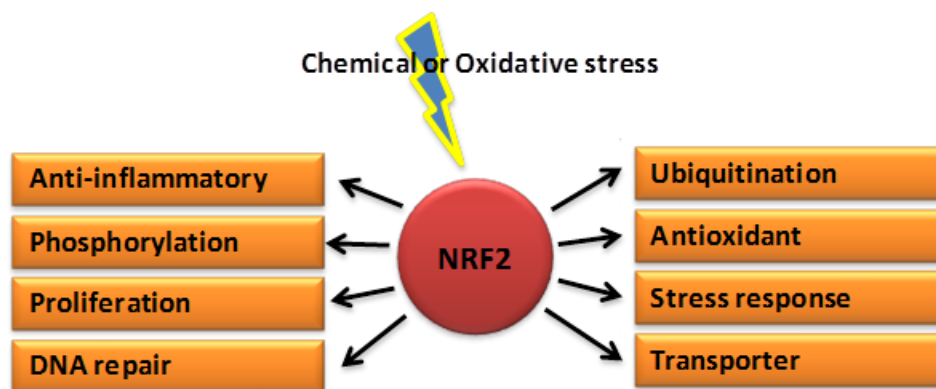 Chemical or Oxidative stress
Anti-inflammatory
Phosphorylation
Proliferation
DNA repair
NRF2
Ubiquitination
Antioxidant
Stress response
Transporter